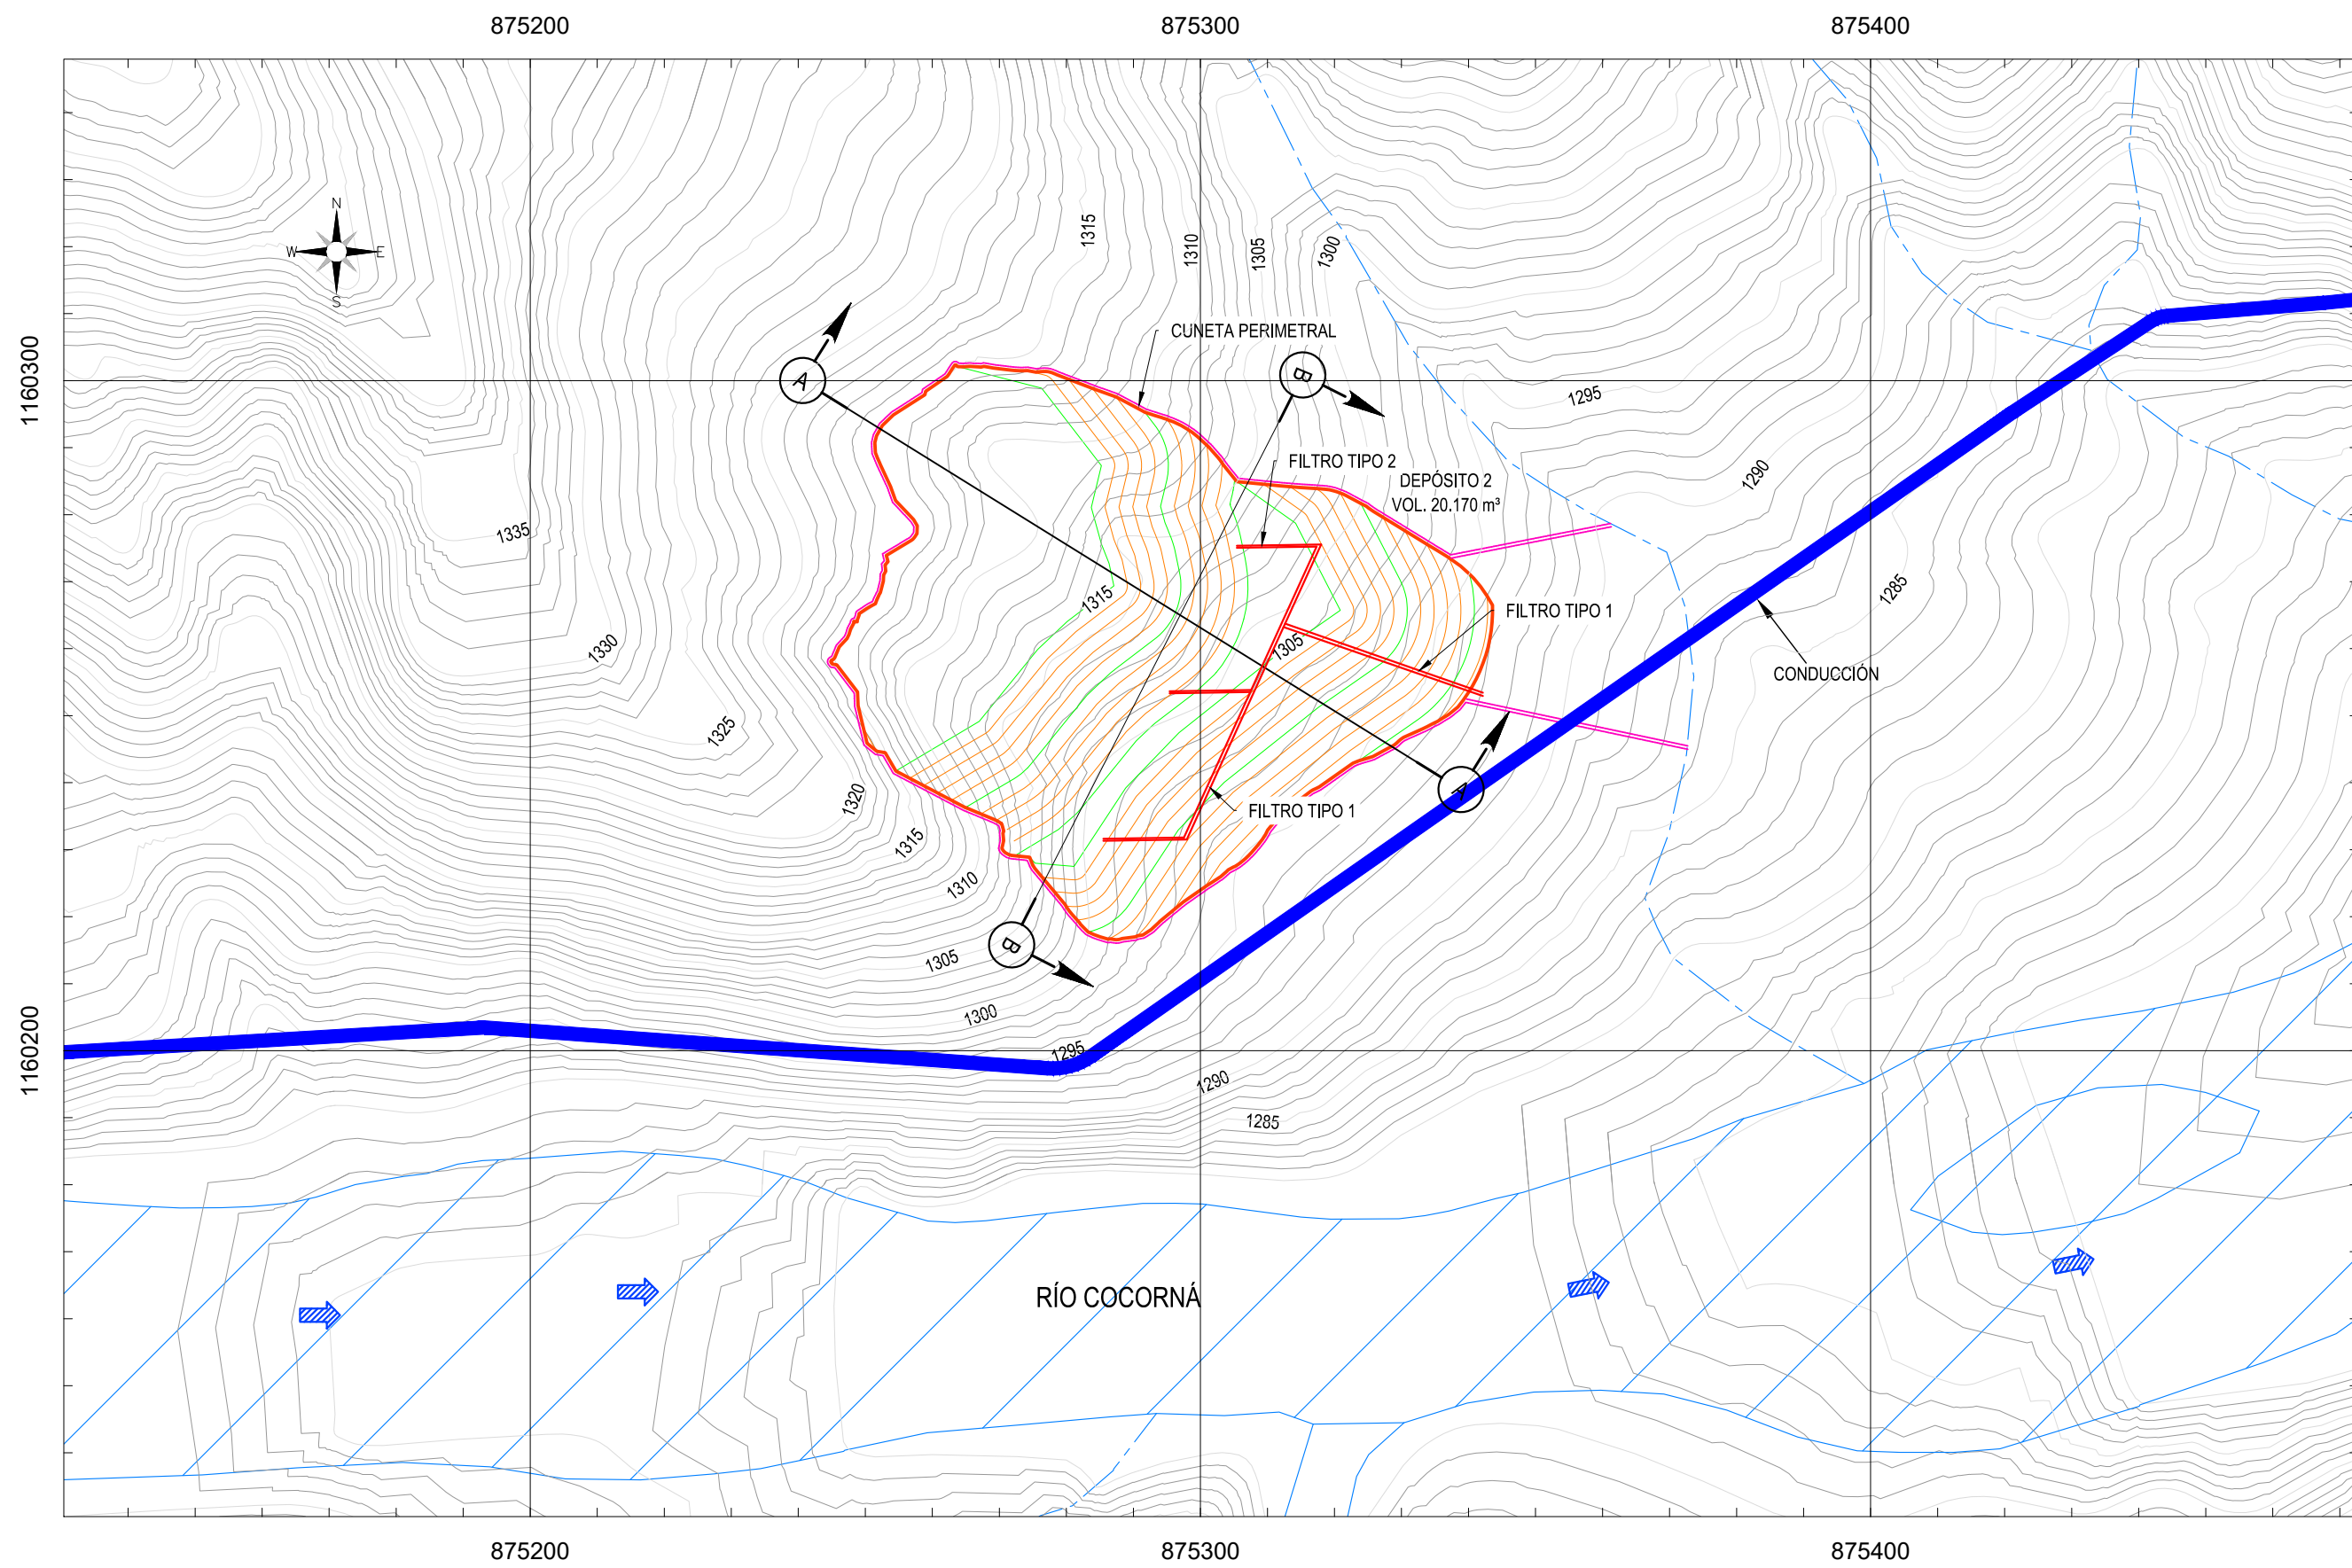 875200
875300
875400
N
W
E
S
1315
1310
1305
1300
CUNETA PERIMETRAL
1160300
A
B
1295
FILTRO TIPO 2
DEPÓSITO 2
VOL. 20.170 m³
1290
1335
1285
1315
FILTRO TIPO 1
1305
1330
CONDUCCIÓN
1325
A
1320
FILTRO TIPO 1
1315
1310
B
1305
1300
1160200
1295
1290
1285
RÍO COCORNÁ
875200
875300
875400